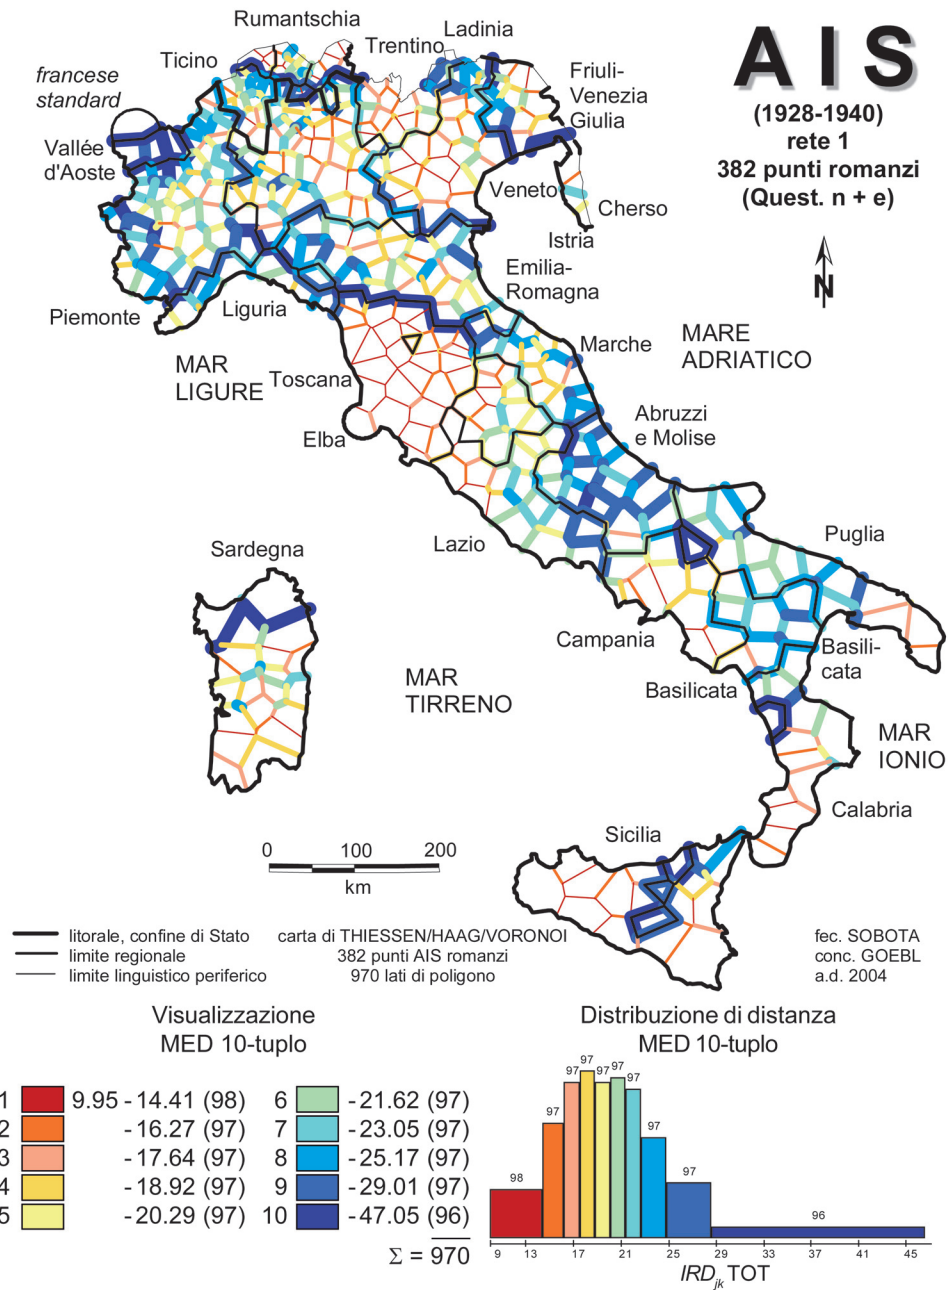 AIS
(1928-1940)
rete 1
382 punti romanzi
(Quest. n + e)
N
Rumantschia
Ladinia
Ticino
Trentino
francese
standard
Friuli-
Venezia
Giulia
Vallée
d'Aoste
Veneto
Cherso
Istria
Emilia-
Romagna
Piemonte
Liguria
MARE
ADRIATICO
MAR
LIGURE
Marche
Toscana
Abruzzi
e Molise
Elba
Lazio
Puglia
Sardegna
Campania
Basili-
cata
Basilicata
MAR
TIRRENO
MAR
IONIO
Calabria
Sicilia
0 100 200
km
litorale, confine di Stato
limite regionale
limite linguistico periferico
carta di THIESSEN/HAAG/VORONOI
382 punti AIS romanzi
970 lati di poligono
fec. SOBOTA
conc. GOEBL
a.d. 2004
Visualizzazione
MED 10-tuplo
1 9.95 -14.41 (98)
2 -16.27 (97)
3 -17.64 (97)
4 -18.92 (97)
5 -20.29 (97)
6 -21.62 (97)
7 -23.05 (97)
8 -25.17 (97)
9 -29.01 (97)
10 -47.05 (96)
Σ = 970
Distribuzione di distanza
MED 10-tuplo
98 97 97 97 97 97 97 97 97 96
9 13 17 21 25 29 33 37 41 45
IRDjk TOT